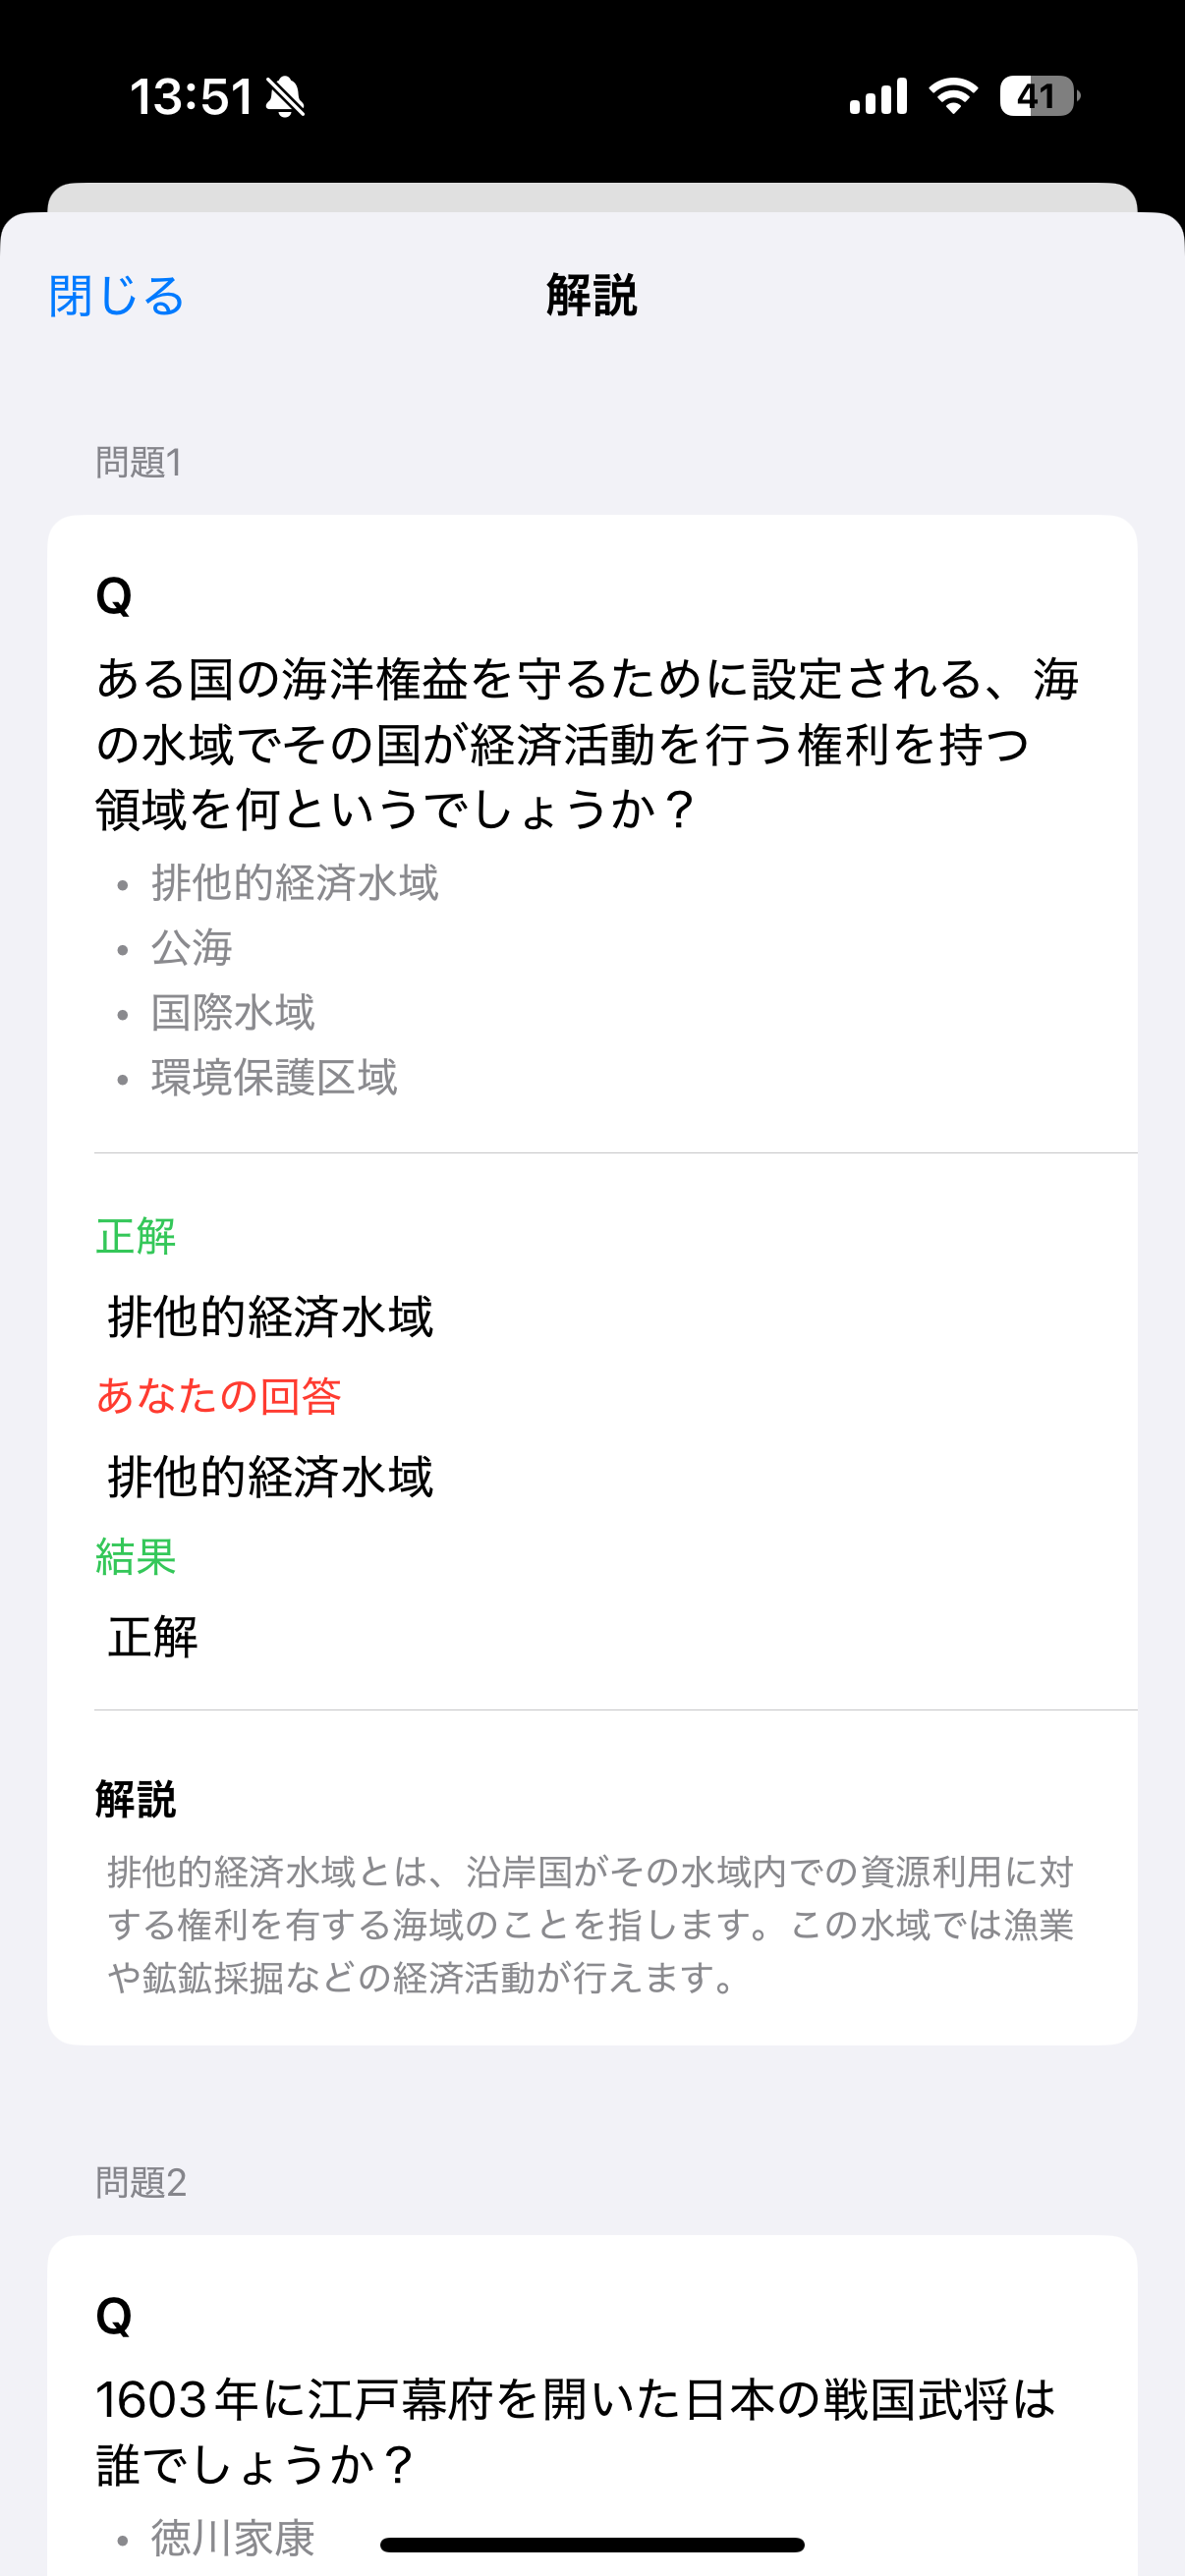 13:51
41
閉じる
解説
問題1
Q
ある国の海洋権益を守るために設定される、海
の水域でその国が経済活動を行う権利を持つ
領域を何というでしょうか？
• 排他的経済水域
• 公海
• 国際水域
• 環境保護区域
正解
排他的経済水域
あなたの回答
排他的経済水域
結果
正解
解説
排他的経済水域とは、沿岸国がその水域内での資源利用に対
する権利を有する海域のことを指します。この水域では漁業
や鉱鉱採掘などの経済活動が行えます。
問題2
Q
1603年に江戸幕府を開いた日本の戦国武将は
誰でしょうか？
• 徳川家康